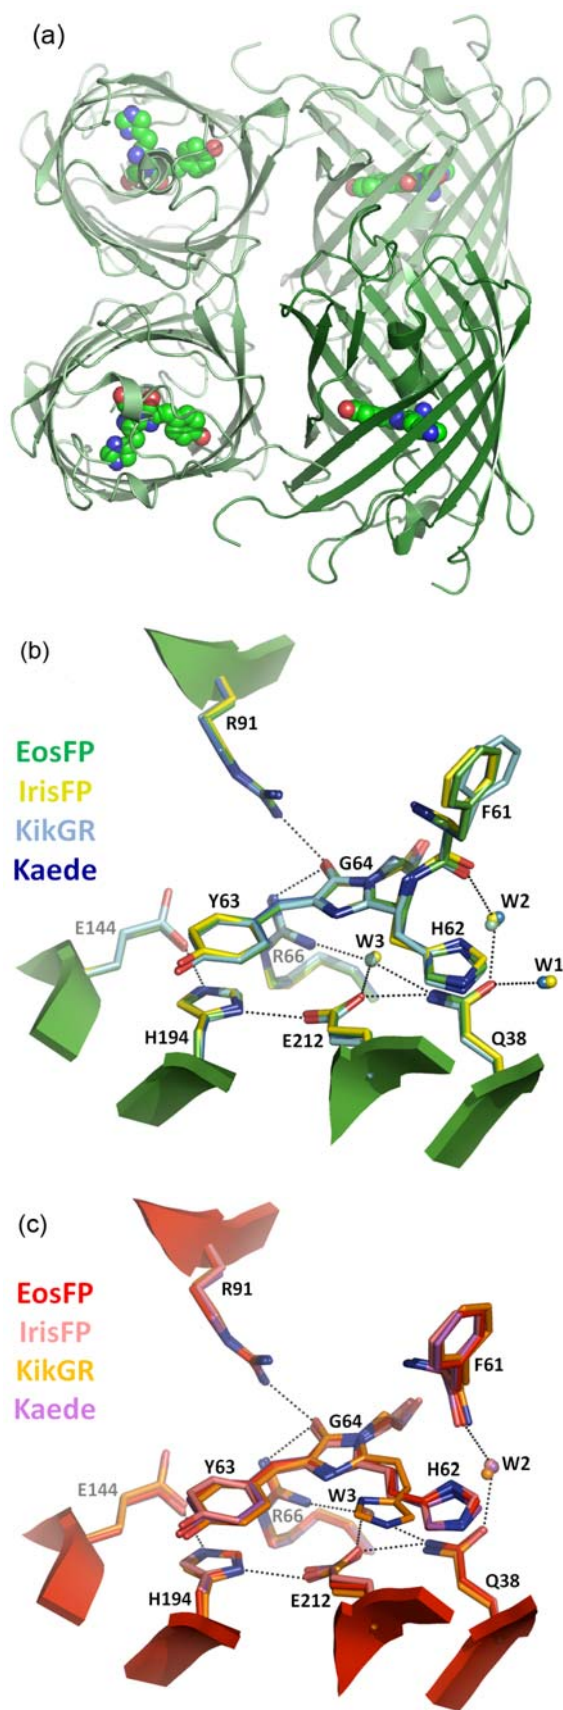 (a)
(b)
R91
EosFP
IrisFP
KikGR
Kaede
F61
G64
W2
Y63
H62
E144
W3
R66
W1
H194
E212
Q38
(c)
R91
EosFP
IrisFP
KikGR
Kaede
F61
G64
W2
Y63
H62
E144
W3
R66
H194
E212
Q38